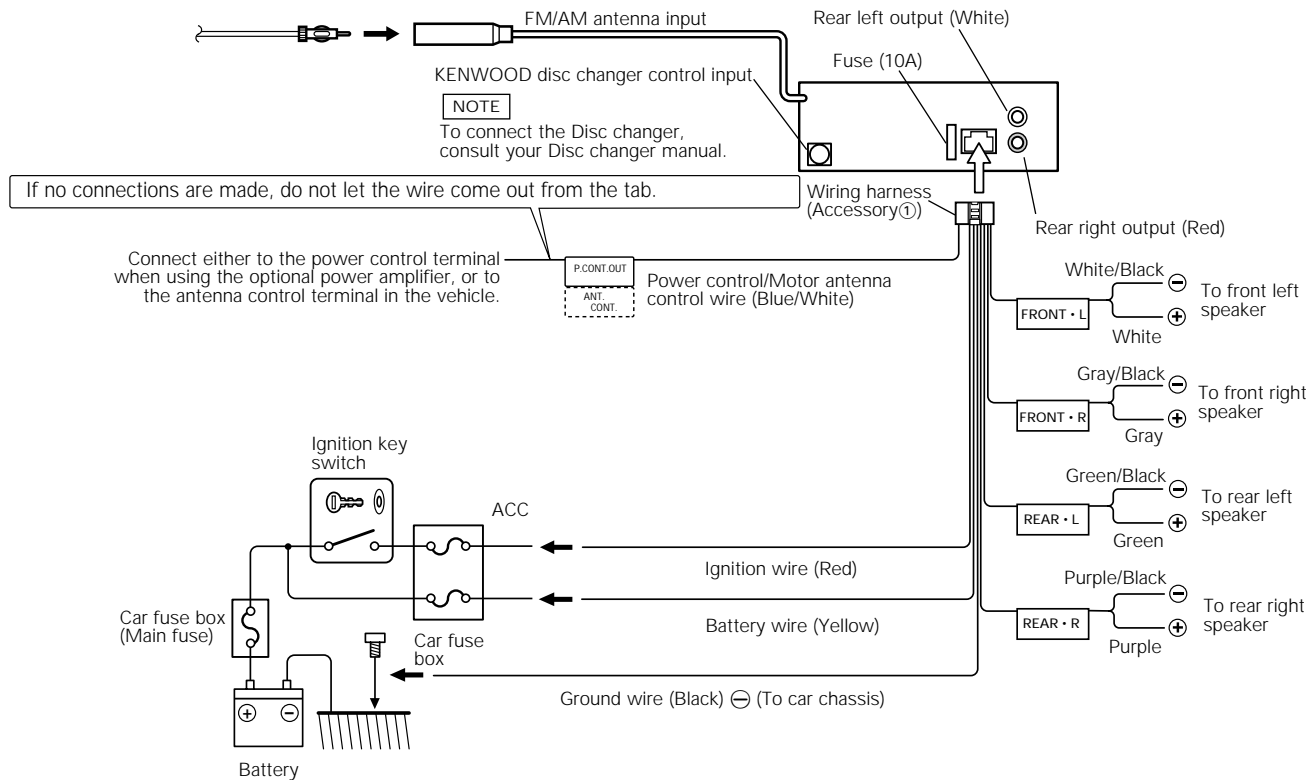 FM/AM antenna input
Rear left output (White)
Fuse (10A)
KENWOOD disc changer control input
NOTE
To connect the Disc changer,
consult your Disc changer manual.
If no connections are made, do not let the wire come out from the tab.
Wiring harness
(Accessory①)
Rear right output (Red)
Connect either to the power control terminal
when using the optional power amplifier, or to
the antenna control terminal in the vehicle.
P.CONT.OUT
ANT.
CONT.
Power control/Motor antenna
control wire (Blue/White)
White/Black
⊖
FRONT • L
⊕
White
To front left
speaker
Gray/Black
⊖
FRONT • R
⊕
Gray
To front right
speaker
Green/Black
⊖
REAR • L
⊕
Green
To rear left
speaker
Purple/Black
⊖
REAR • R
⊕
Purple
To rear right
speaker
Ignition key
switch
ACC
Ignition wire (Red)
Battery wire (Yellow)
Car fuse box
(Main fuse)
Car fuse
box
Ground wire (Black) ⊖ (To car chassis)
⊕ ⊖
Battery